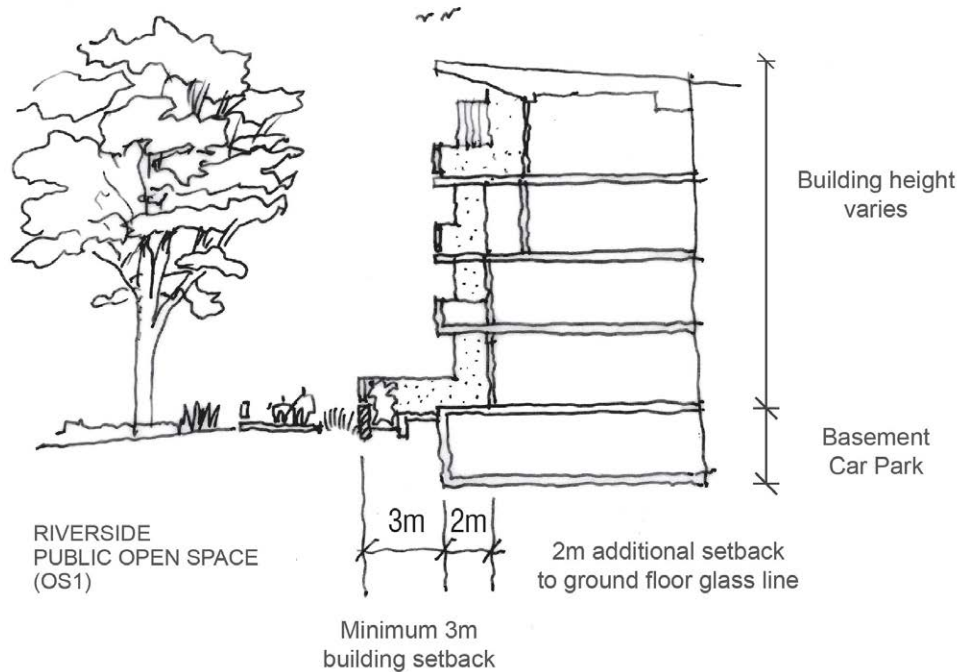 Building height
varies
Basement
Car Park
3m
2m
RIVERSIDE
PUBLIC OPEN SPACE
(OS1)
2m additional setback
to ground floor glass line
Minimum 3m
building setback